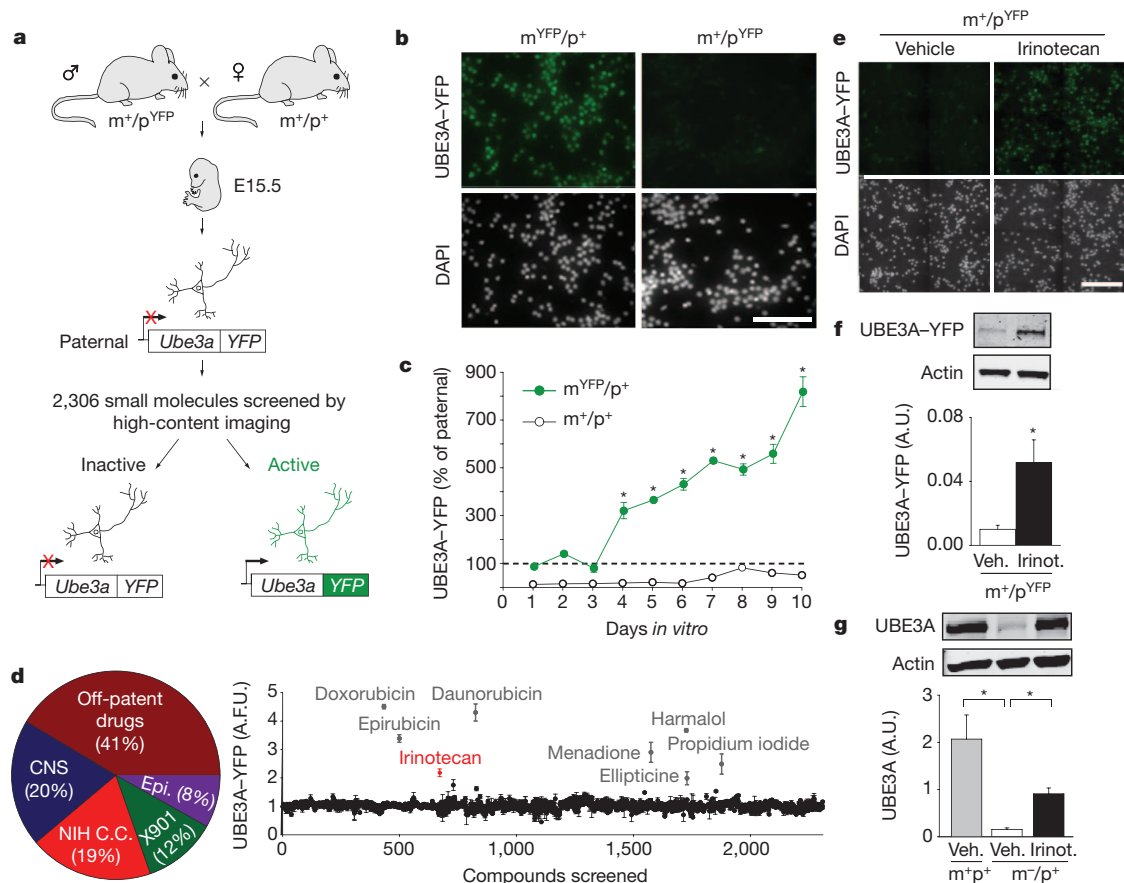 a
♂
×
♀
m+/pYFP
m+/p+
E15.5
Paternal
Ube3a YFP
2,306 small molecules screened by
high-content imaging
Inactive
Active
Ube3a YFP
Ube3a YFP
b
mYFP/p+
m+/pYFP
UBE3A–YFP
DAPI
c
UBE3A–YFP (% of paternal)
900
700
500
300
100
mYFP/p+
m+/p+
* * * * * * *
0 1 2 3 4 5 6 7 8 9 10
Days in vitro
d
Off-patent
drugs
(41%)
CNS
(20%)
NIH C.C.
(19%)
X901
(12%)
Epi. (8%)
UBE3A–YFP (A.F.U.)
5
4
3
2
1
0
Doxorubicin
Daunorubicin
Epirubicin
Irinotecan
Harmalol
Menadione
Propidium iodide
Ellipticine
0 500 1,000 1,500 2,000
Compounds screened
e
m+/pYFP
Vehicle Irinotecan
UBE3A–YFP
DAPI
f
UBE3A–YFP
Actin
UBE3A–YFP (A.U.)
0.08
0.04
0.00
*
Veh. Irinot.
m+/pYFP
g
UBE3A
Actin
UBE3A (A.U.)
3
2
1
0
* *
Veh. Veh. Irinot.
m+p+ m−/p+